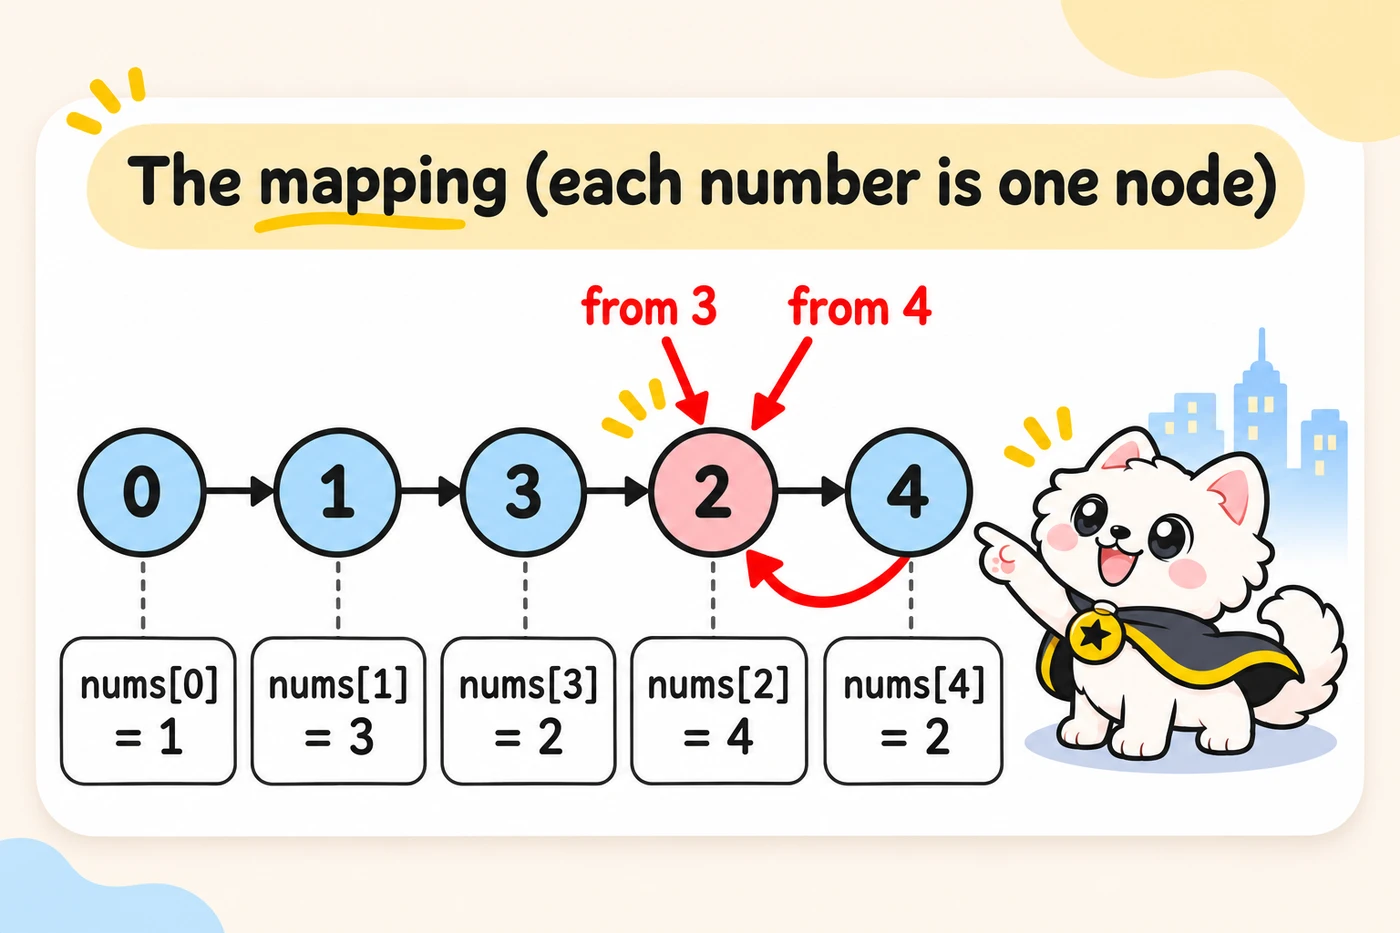 The mapping (each number is one node)
from 3 from 4
0 1 3 2 4
nums[0] nums[1] nums[3] nums[2] nums[4]
= 1 = 3 = 2 = 4 = 2